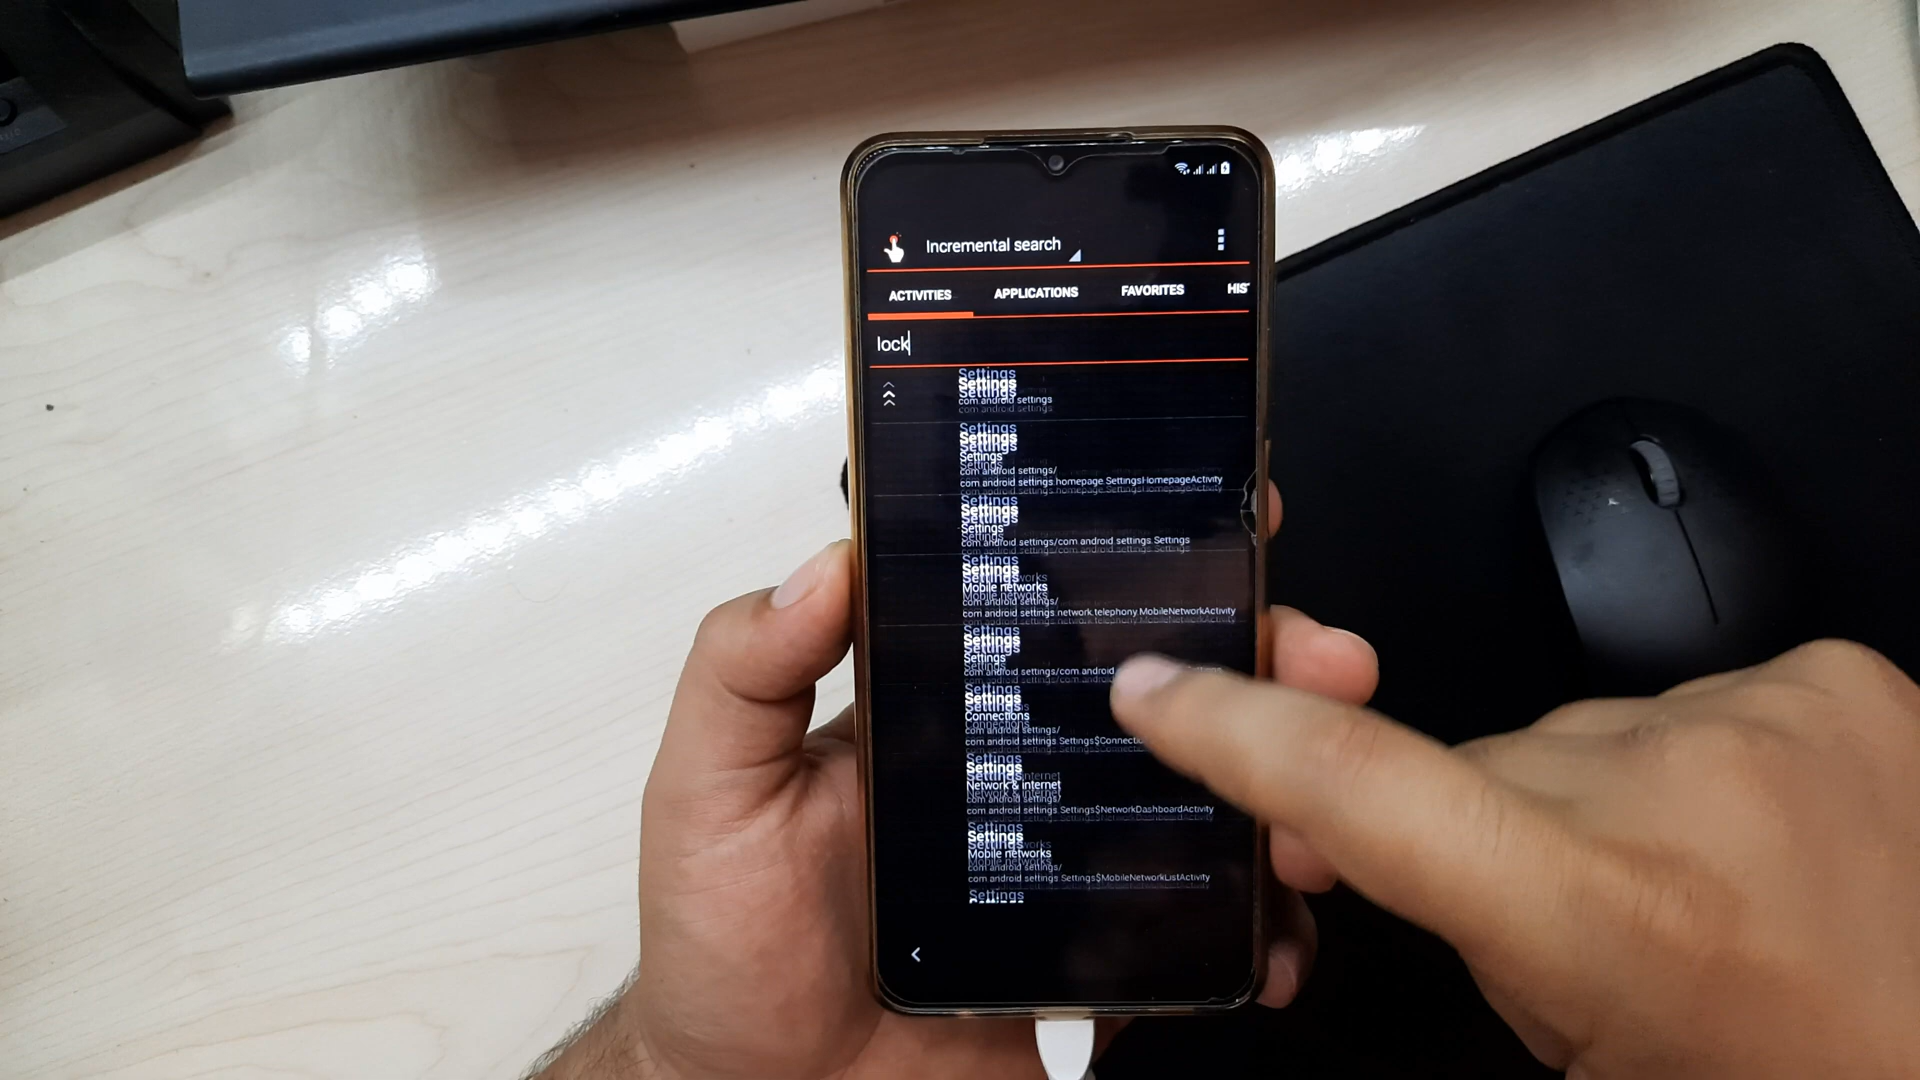 Incremental search
ACTIVITIES APPLICATIONS FAVORITES HIS
lock
Settings
com android settings
Settings
Settings
com android settings/
com android settings homepage SettingsHomepageActivity
Settings
Settings
com android settings/com android settings Settings
Settings
Mobile networks
com android settings/
com android settings network telephony MobileNetworkActivity
Settings
Settings
com android settings/com android
Settings
Connections
com android settings/
com android settings Settings$Connectic
Settings
Network & internet
com android settings/
com android settings Settings$NetworkDashboardActivity
Settings
Mobile networks
com android settings/
com android settings Settings$MobileNetworkListActivity
Settings